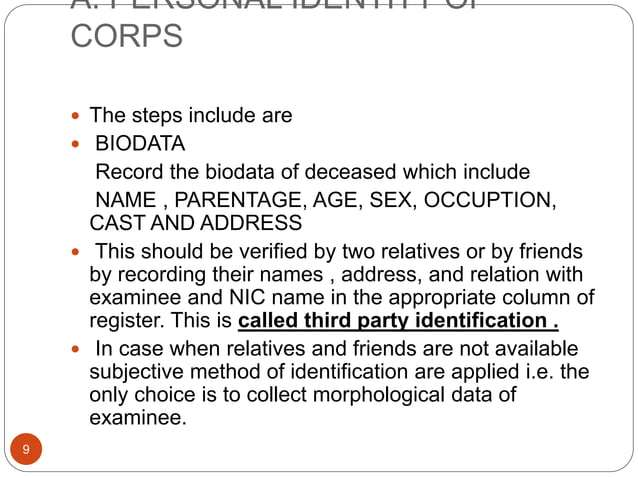 A. PERSONAL IDENTITY OF
CORPS
• The steps include are
• BIODATA
Record the biodata of deceased which include
NAME , PARENTAGE, AGE, SEX, OCCUPTION,
CAST AND ADDRESS
• This should be verified by two relatives or by friends
by recording their names , address, and relation with
examinee and NIC name in the appropriate column of
register. This is called third party identification .
• In case when relatives and friends are not available
subjective method of identification are applied i.e. the
only choice is to collect morphological data of
examinee.
9